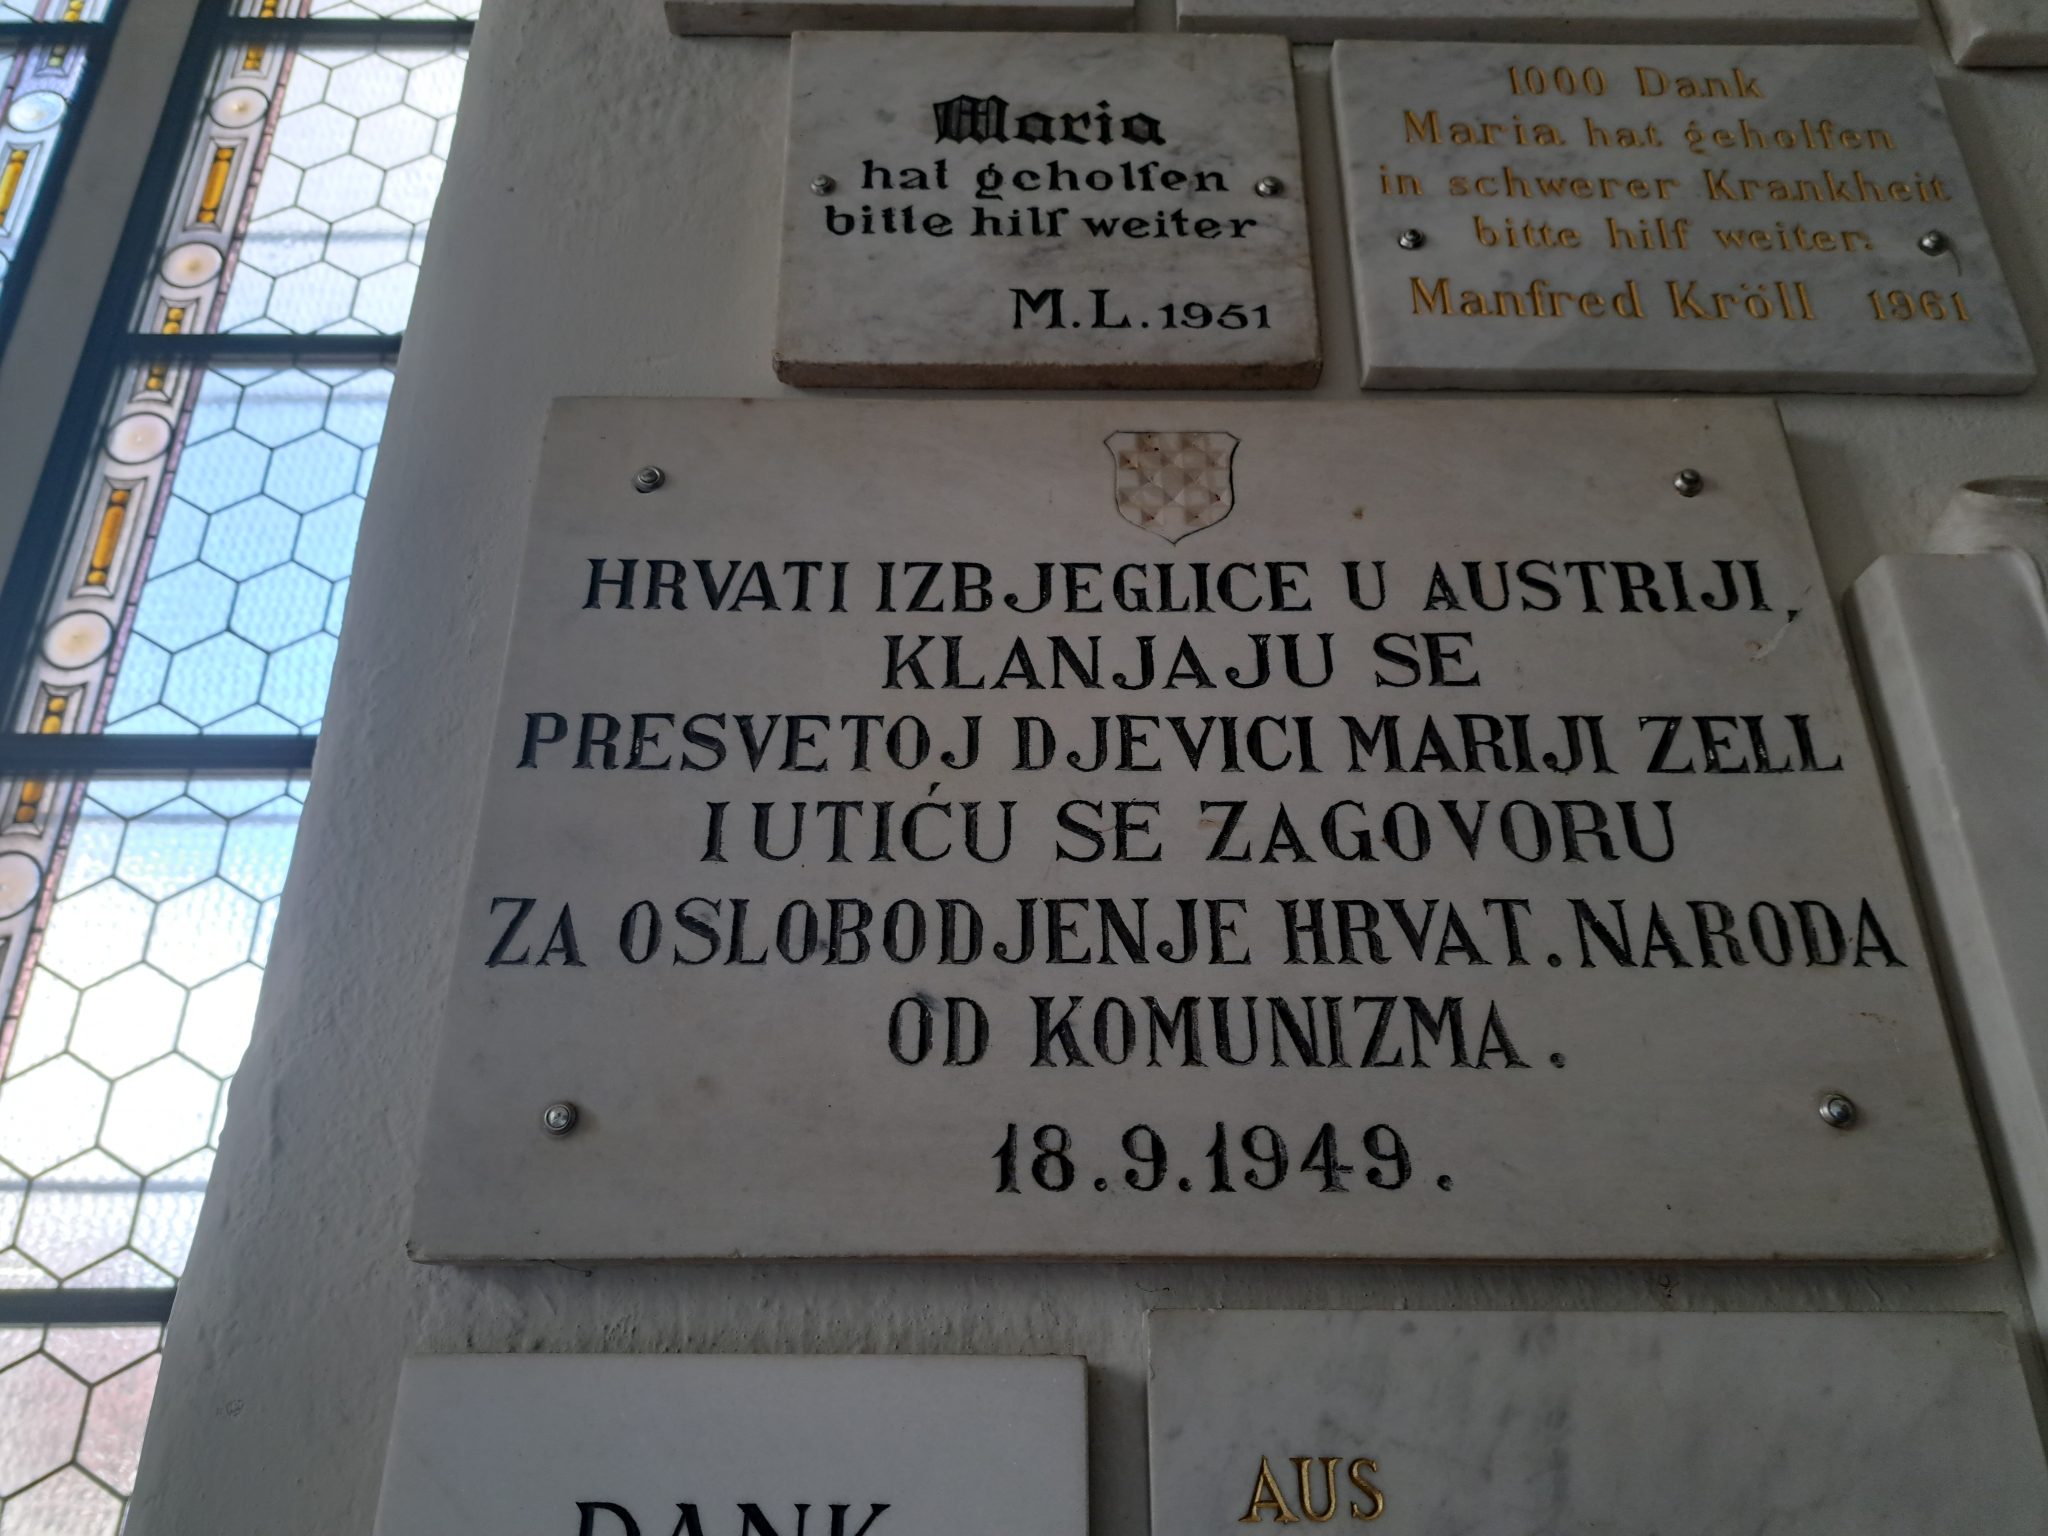 Maria
hat geholfen
bitte hilf weiter
M.L. 1951
1000 Dank
Maria hat geholfen
in schwerer Krankheit
bitte hilf weiter.
Manfred Kröll 1961
HRVATI IZBJEGLICE U AUSTRIJI,
KLANJAJU SE
PRESVETOJ DJEVICI MARIJI ZELL
I UTIĆU SE ZAGOVORU
ZA OSLOBODJENJE HRVAT. NARODA
OD KOMUNIZMA.
18.9.1949.
DANK
AUS